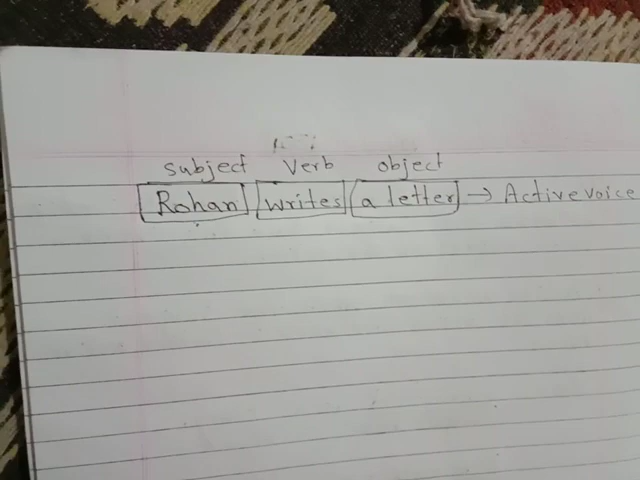 subject Verb object
Rohan writes a letter → Active voice